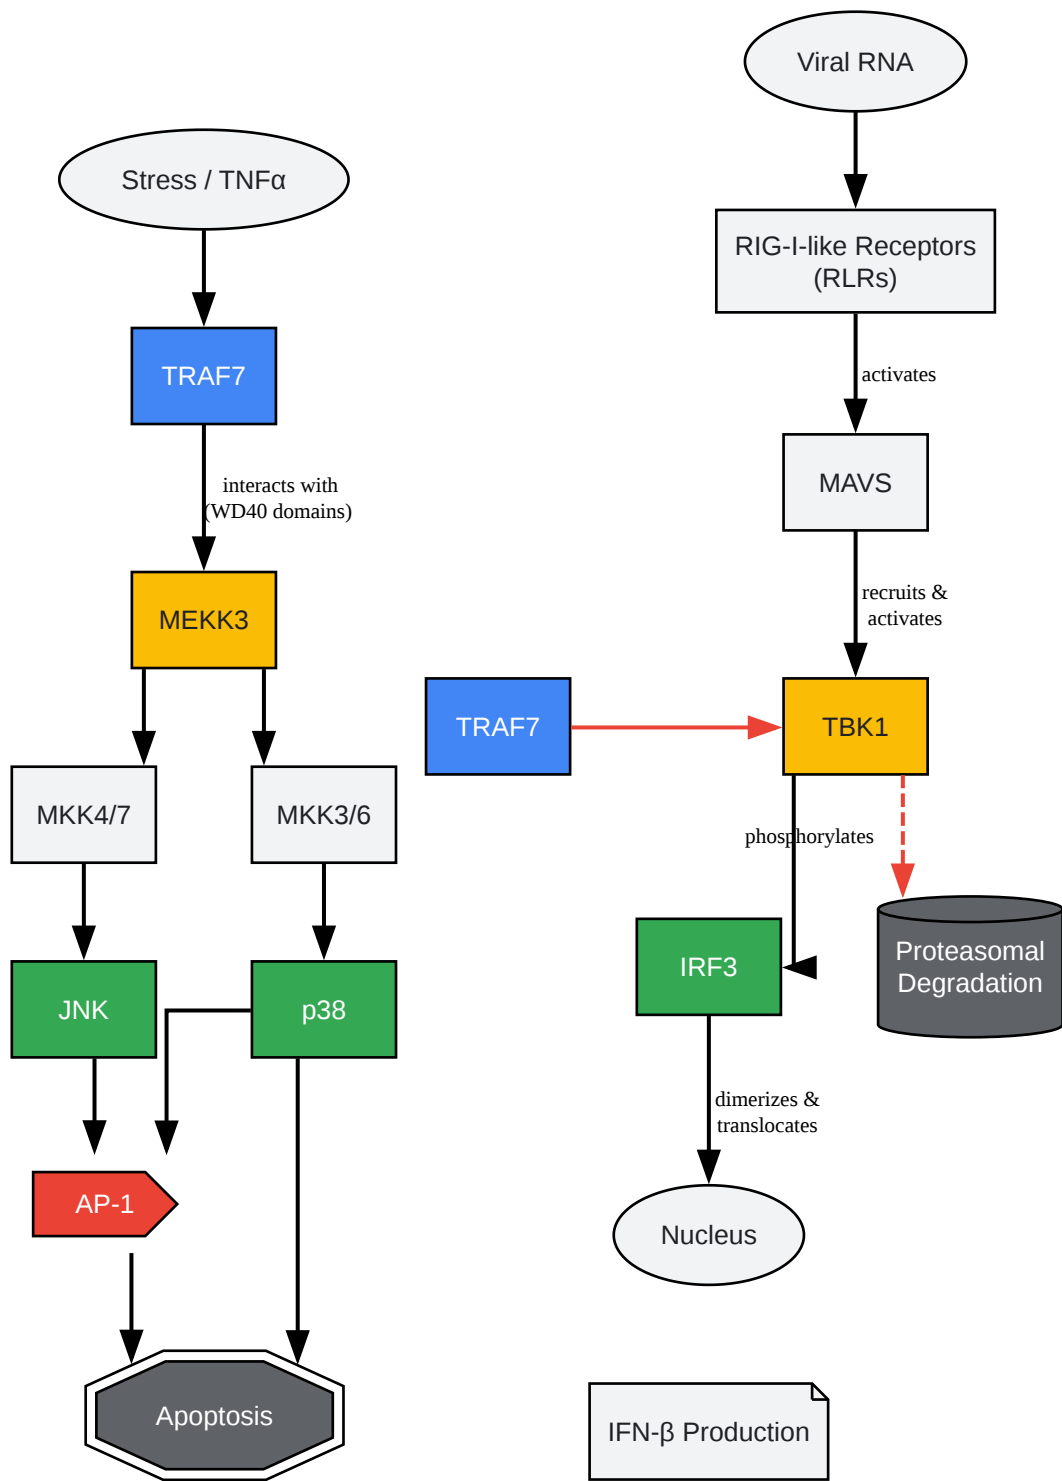 Viral RNA
Stress / TNFα
RIG-I-like Receptors
(RLRs)
TRAF7
activates
MAVS
interacts with
(WD40 domains)
recruits &
activates
MEKK3
TRAF7
TBK1
MKK4/7
MKK3/6
phosphorylates
Proteasomal
Degradation
IRF3
JNK
p38
dimerizes &
translocates
AP-1
Nucleus
Apoptosis
IFN-β Production